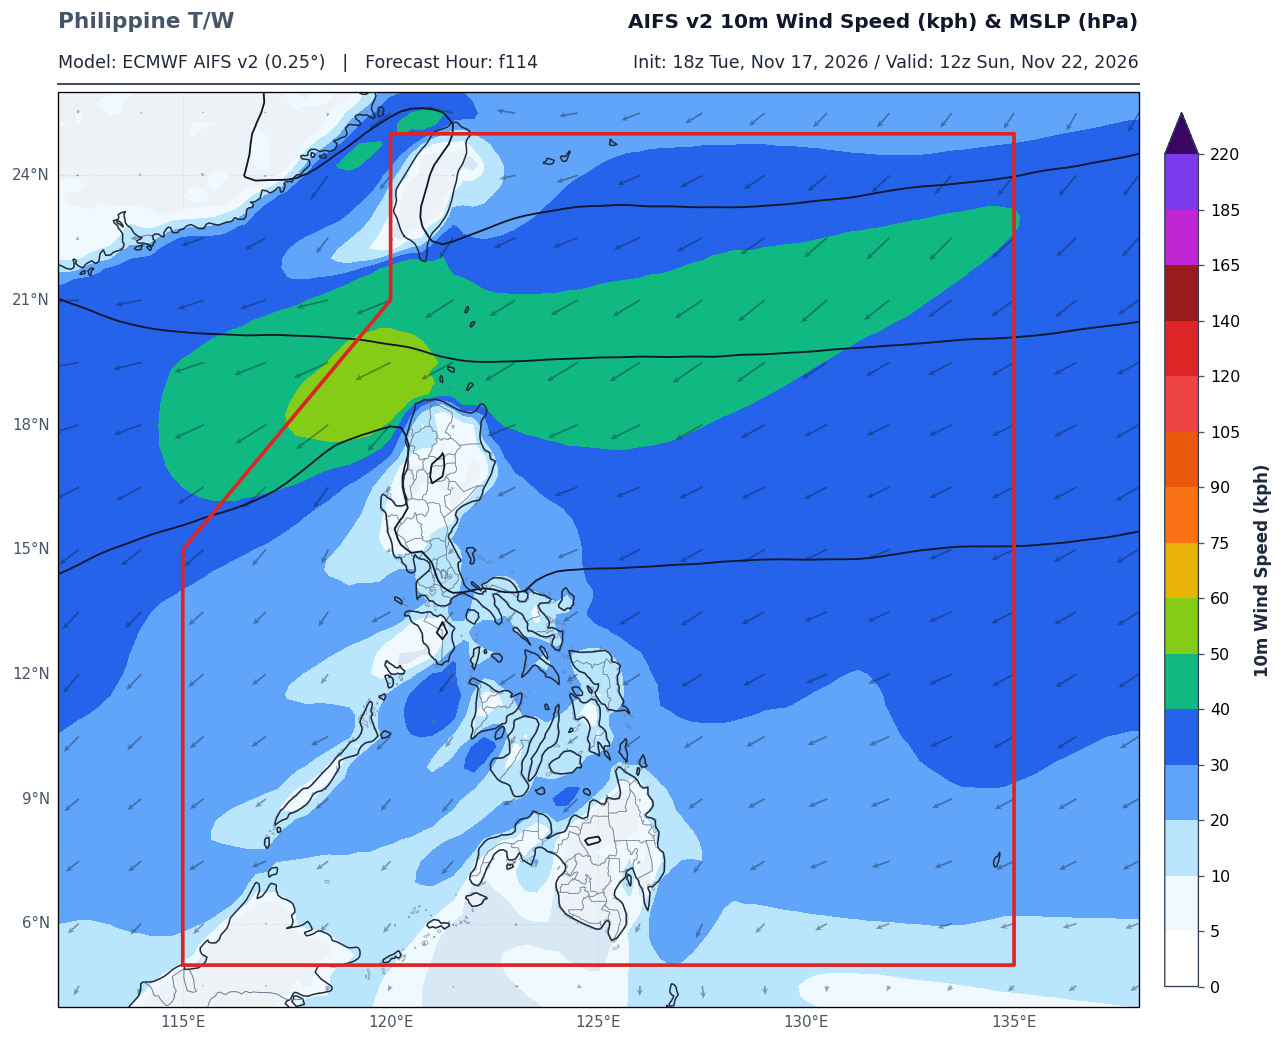 Philippine T/W
AIFS v2 10m Wind Speed (kph) & MSLP (hPa)
Model: ECMWF AIFS v2 (0.25°) | Forecast Hour: f114
Init: 18z Tue, Nov 17, 2026 / Valid: 12z Sun, Nov 22, 2026
24°N
21°N
18°N
15°N
12°N
9°N
6°N
115°E
120°E
125°E
130°E
135°E
220
185
165
140
120
105
90
75
60
50
40
30
20
10
5
0
10m Wind Speed (kph)